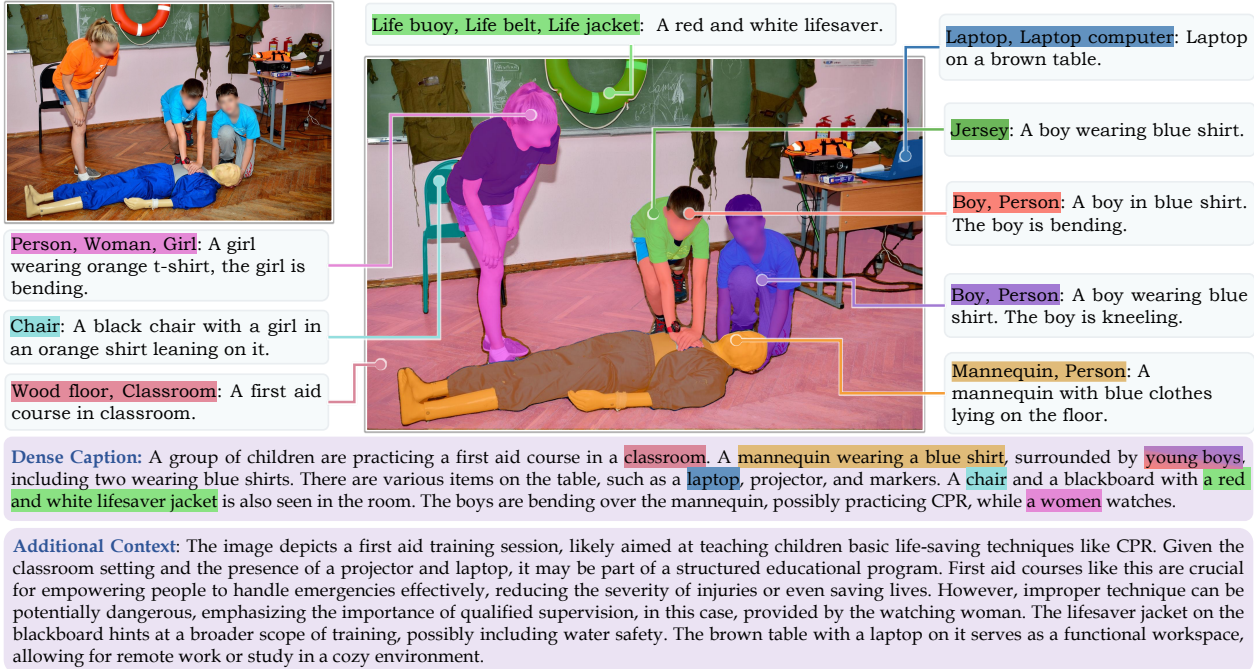 Life buoy, Life belt, Life jacket: A red and white lifesaver.
Laptop, Laptop computer: Laptop
on a brown table.
Jersey: A boy wearing blue shirt.
Boy, Person: A boy in blue shirt.
The boy is bending.
Person, Woman, Girl: A girl
wearing orange t-shirt, the girl is
bending.
Boy, Person: A boy wearing blue
shirt. The boy is kneeling.
Chair: A black chair with a girl in
an orange shirt leaning on it.
Mannequin, Person: A
mannequin with blue clothes
lying on the floor.
Wood floor, Classroom: A first aid
course in classroom.
Dense Caption: A group of children are practicing a first aid course in a classroom. A mannequin wearing a blue shirt, surrounded by young boys,
including two wearing blue shirts. There are various items on the table, such as a laptop, projector, and markers. A chair and a blackboard with a red
and white lifesaver jacket is also seen in the room. The boys are bending over the mannequin, possibly practicing CPR, while a women watches.
Additional Context: The image depicts a first aid training session, likely aimed at teaching children basic life-saving techniques like CPR. Given the
classroom setting and the presence of a projector and laptop, it may be part of a structured educational program. First aid courses like this are crucial
for empowering people to handle emergencies effectively, reducing the severity of injuries or even saving lives. However, improper technique can be
potentially dangerous, emphasizing the importance of qualified supervision, in this case, provided by the watching woman. The lifesaver jacket on the
blackboard hints at a broader scope of training, possibly including water safety. The brown table with a laptop on it serves as a functional workspace,
allowing for remote work or study in a cozy environment.